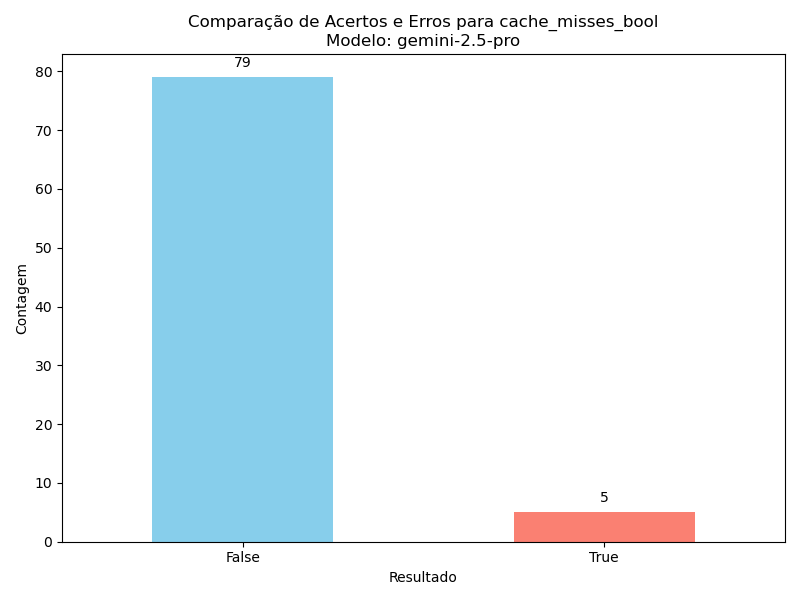 Comparação de Acertos e Erros para cache_misses_bool
Modelo: gemini-2.5-pro
Contagem
80
70
60
50
40
30
20
10
0
79
5
False
True
Resultado